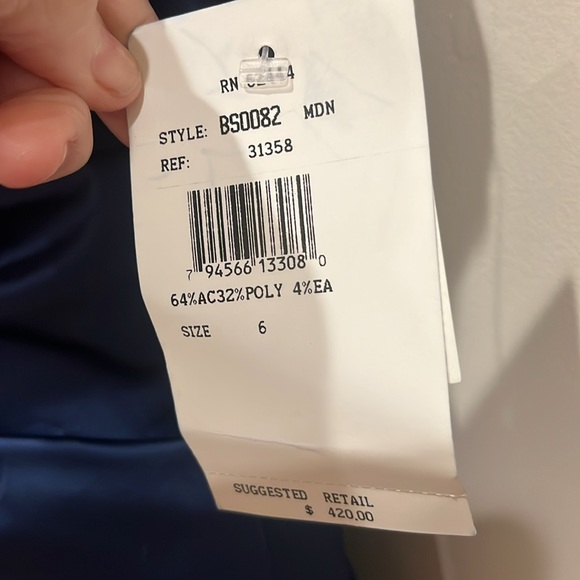 RN
STYLE: BS0082 MDN
REF: 31358
7 94566 13308 0
64%AC32%POLY 4%EA
SIZE 6
SUGGESTED RETAIL
$ 420.00